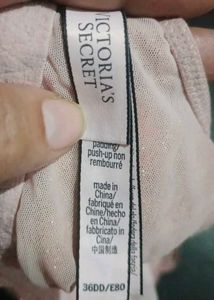 VICTORIA'S
SECRET
padding/
push-up non
rembourré
made in
China/
fabriqué en
Chine/hecho
en China/
fabbricato in
Cina/
中国制造
36DD/E80